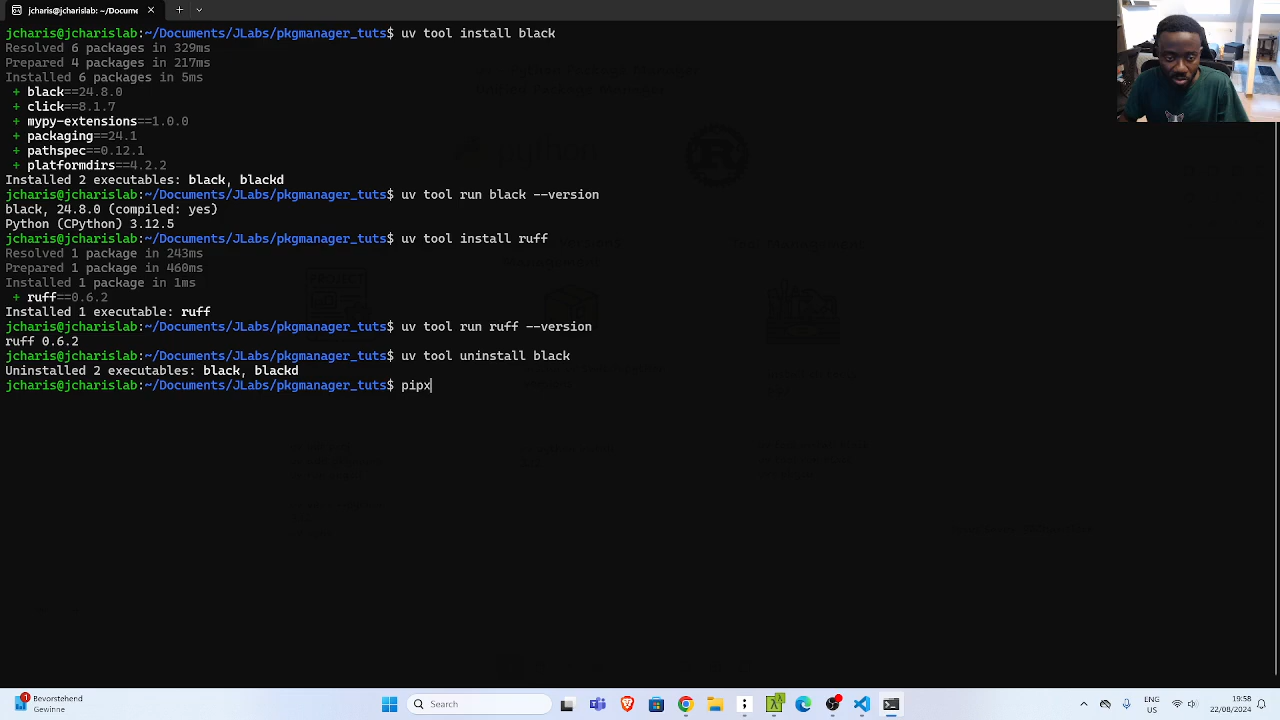 jcharis@jcharislab: ~/Docume
jcharis@jcharislab:~/Documents/JLabs/pkgmanager_tuts$ uv tool install black
Resolved 6 packages in 329ms
Prepared 4 packages in 217ms
Installed 6 packages in 5ms
+ black==24.8.0
+ click==8.1.7
+ mypy-extensions==1.0.0
+ packaging==24.1
+ pathspec==0.12.1
+ platformdirs==4.2.2
Installed 2 executables: black, blackd
jcharis@jcharislab:~/Documents/JLabs/pkgmanager_tuts$ uv tool run black --version
black, 24.8.0 (compiled: yes)
Python (CPython) 3.12.5
jcharis@jcharislab:~/Documents/JLabs/pkgmanager_tuts$ uv tool install ruff
Resolved 1 package in 243ms
Prepared 1 package in 460ms
Installed 1 package in 1ms
+ ruff==0.6.2
Installed 1 executable: ruff
jcharis@jcharislab:~/Documents/JLabs/pkgmanager_tuts$ uv tool run ruff --version
ruff 0.6.2
jcharis@jcharislab:~/Documents/JLabs/pkgmanager_tuts$ uv tool uninstall black
Uninstalled 2 executables: black, blackd
jcharis@jcharislab:~/Documents/JLabs/pkgmanager_tuts$ pipx
python
1
Bevorstehend
Gewinne
Search
ENG
US
19:58
22/08/2024